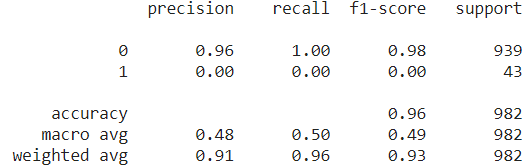 precision recall f1-score support
0 0.96 1.00 0.98 939
1 0.00 0.00 0.00 43
accuracy 0.96 982
macro avg 0.48 0.50 0.49 982
weighted avg 0.91 0.96 0.93 982